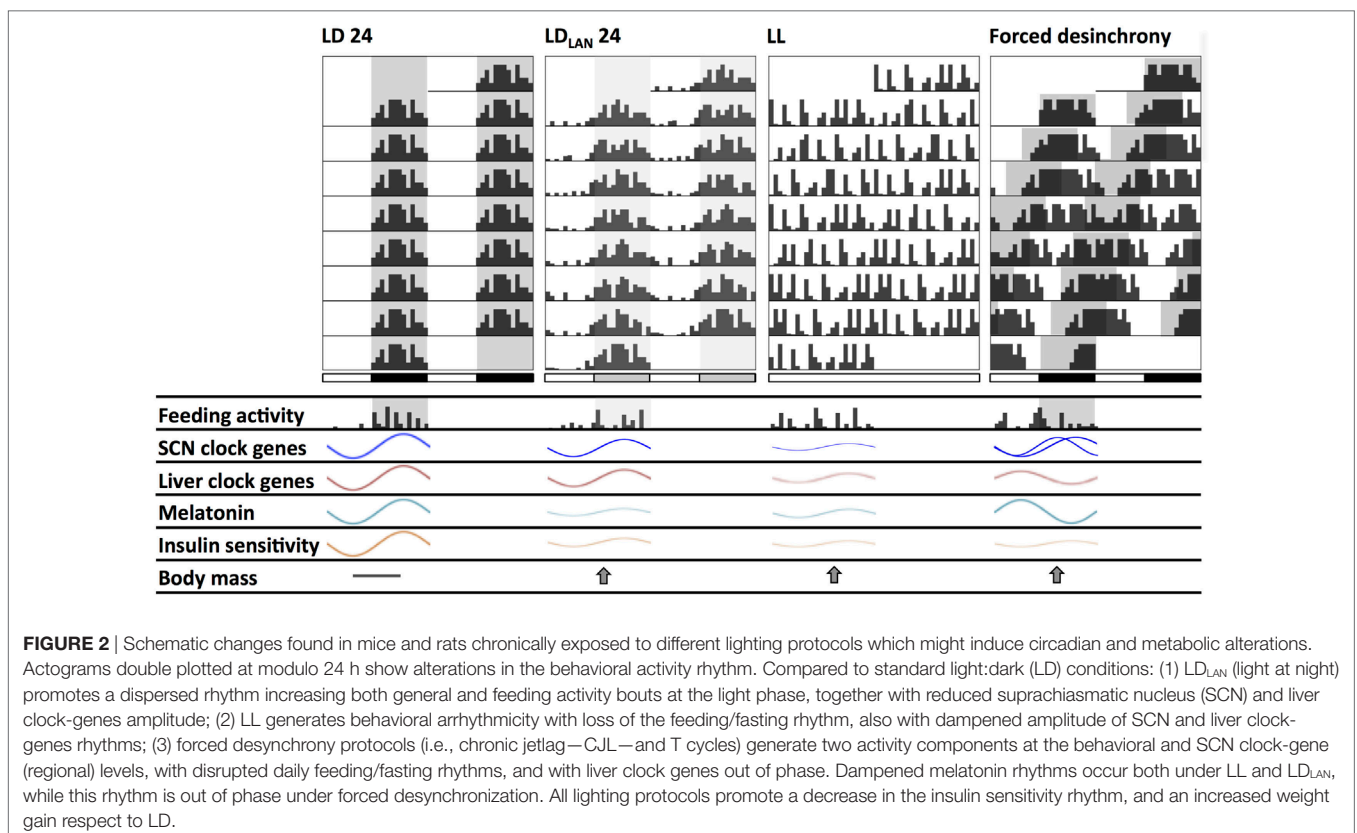 LD 24
LD_LAN 24
LL
Forced desinchrony
Feeding activity
SCN clock genes
Liver clock genes
Melatonin
Insulin sensitivity
Body mass
FIGURE 2 | Schematic changes found in mice and rats chronically exposed to different lighting protocols which might induce circadian and metabolic alterations.
Actograms double plotted at modulo 24 h show alterations in the behavioral activity rhythm. Compared to standard light:dark (LD) conditions: (1) LD_LAN (light at night)
promotes a dispersed rhythm increasing both general and feeding activity bouts at the light phase, together with reduced suprachiasmatic nucleus (SCN) and liver
clock-genes amplitude; (2) LL generates behavioral arrhythmicity with loss of the feeding/fasting rhythm, also with dampened amplitude of SCN and liver clock-
genes rhythms; (3) forced desynchrony protocols (i.e., chronic jetlag—CJL—and T cycles) generate two activity components at the behavioral and SCN clock-gene
(regional) levels, with disrupted daily feeding/fasting rhythms, and with liver clock genes out of phase. Dampened melatonin rhythms occur both under LL and LD_LAN,
while this rhythm is out of phase under forced desynchronization. All lighting protocols promote a decrease in the insulin sensitivity rhythm, and an increased weight
gain respect to LD.